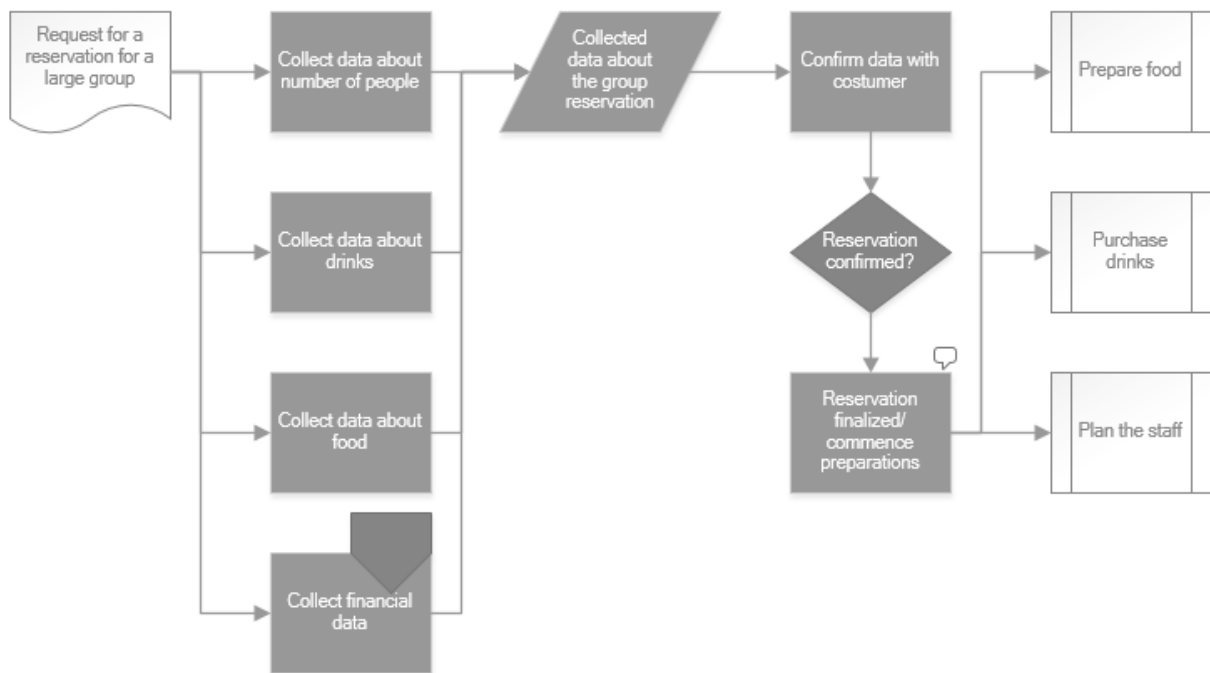 Request for a
reservation for a
large group
Collect data about
number of people
Collected
data about
the group
reservation
Confirm data with
costumer
Prepare food
Collect data about
drinks
Reservation
confirmed?
Purchase
drinks
Collect data about
food
Reservation
finalized/
commence
preparations
Plan the staff
Collect financial
data